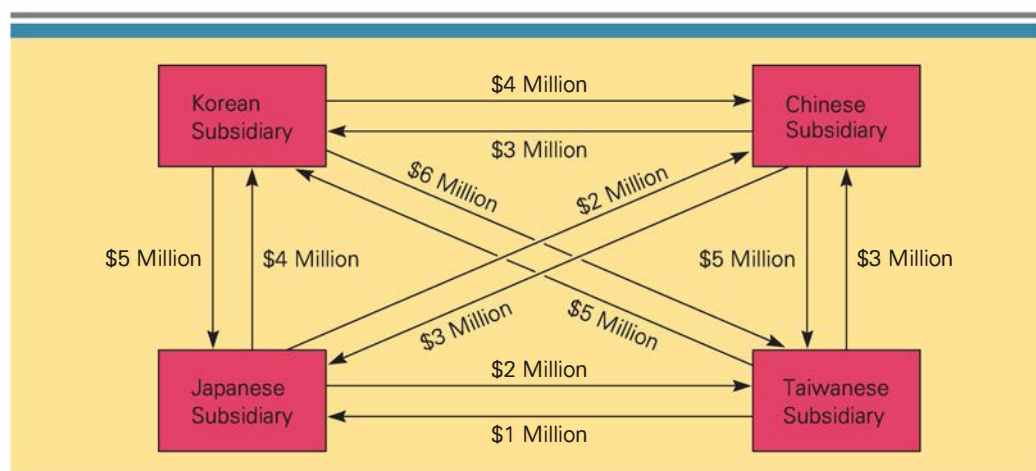 $4 Million
Korean
Subsidiary
Chinese
Subsidiary
$3 Million
$6 Million
$2 Million
$5 Million
$4 Million
$5 Million
$3 Million
$3 Million
$5 Million
$2 Million
Japanese
Subsidiary
Taiwanese
Subsidiary
$1 Million